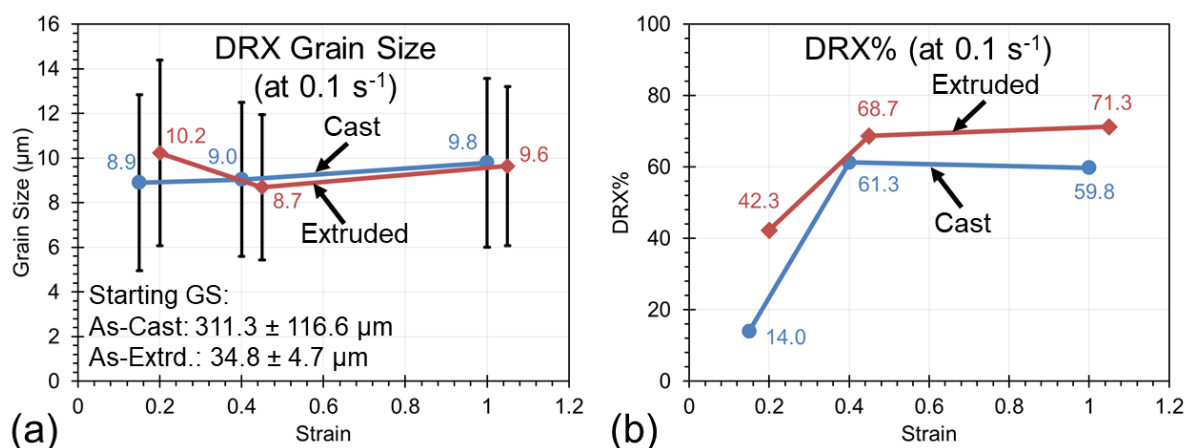 DRX Grain Size
(at 0.1 s⁻¹)
Cast
Extruded
8.9
10.2
9.0
8.7
9.8
9.6
Starting GS:
As-Cast: 311.3 ± 116.6 µm
As-Extrd.: 34.8 ± 4.7 µm
Grain Size (µm)
16
14
12
10
8
6
4
2
0
0 0.2 0.4 0.6 0.8 1 1.2
Strain
(a)
DRX% (at 0.1 s⁻¹)
Extruded
Cast
42.3
68.7
71.3
14.0
61.3
59.8
DRX%
100
80
60
40
20
0
0 0.2 0.4 0.6 0.8 1 1.2
Strain
(b)